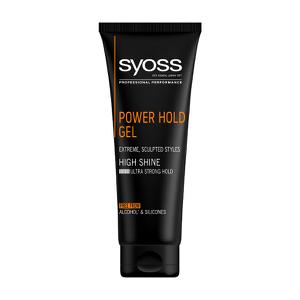 syoss
PROFESSIONAL PERFORMANCE
POWER HOLD
GEL
EXTREME, SCULPTED STYLES
HIGH SHINE
ULTRA STRONG HOLD
FREE FROM
ALCOHOL* & SILICONES